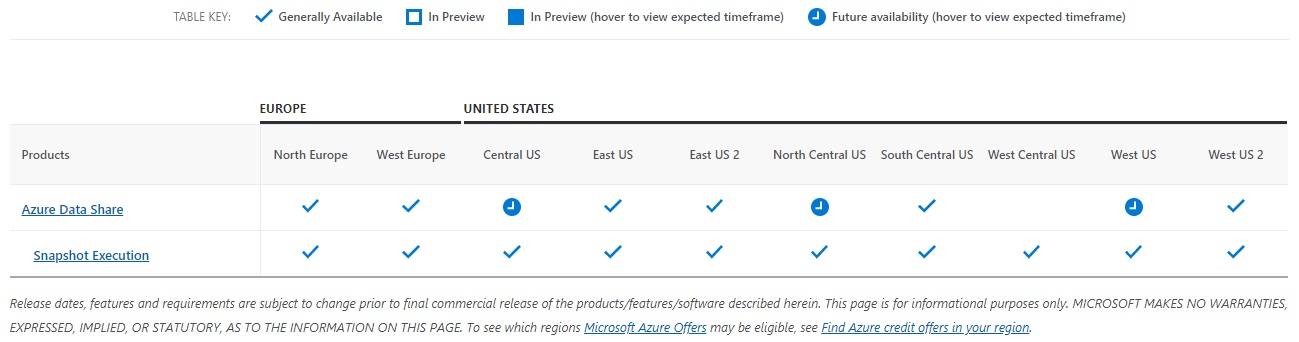 TABLE KEY: Generally Available In Preview In Preview (hover to view expected timeframe) Future availability (hover to view expected timeframe)
EUROPE UNITED STATES
Products North Europe West Europe Central US East US East US 2 North Central US South Central US West Central US West US West US 2
Azure Data Share
Snapshot Execution
Release dates, features and requirements are subject to change prior to final commercial release of the products/features/software described herein. This page is for informational purposes only. MICROSOFT MAKES NO WARRANTIES,
EXPRESSED, IMPLIED, OR STATUTORY, AS TO THE INFORMATION ON THIS PAGE. To see which regions Microsoft Azure Offers may be eligible, see Find Azure credit offers in your region.